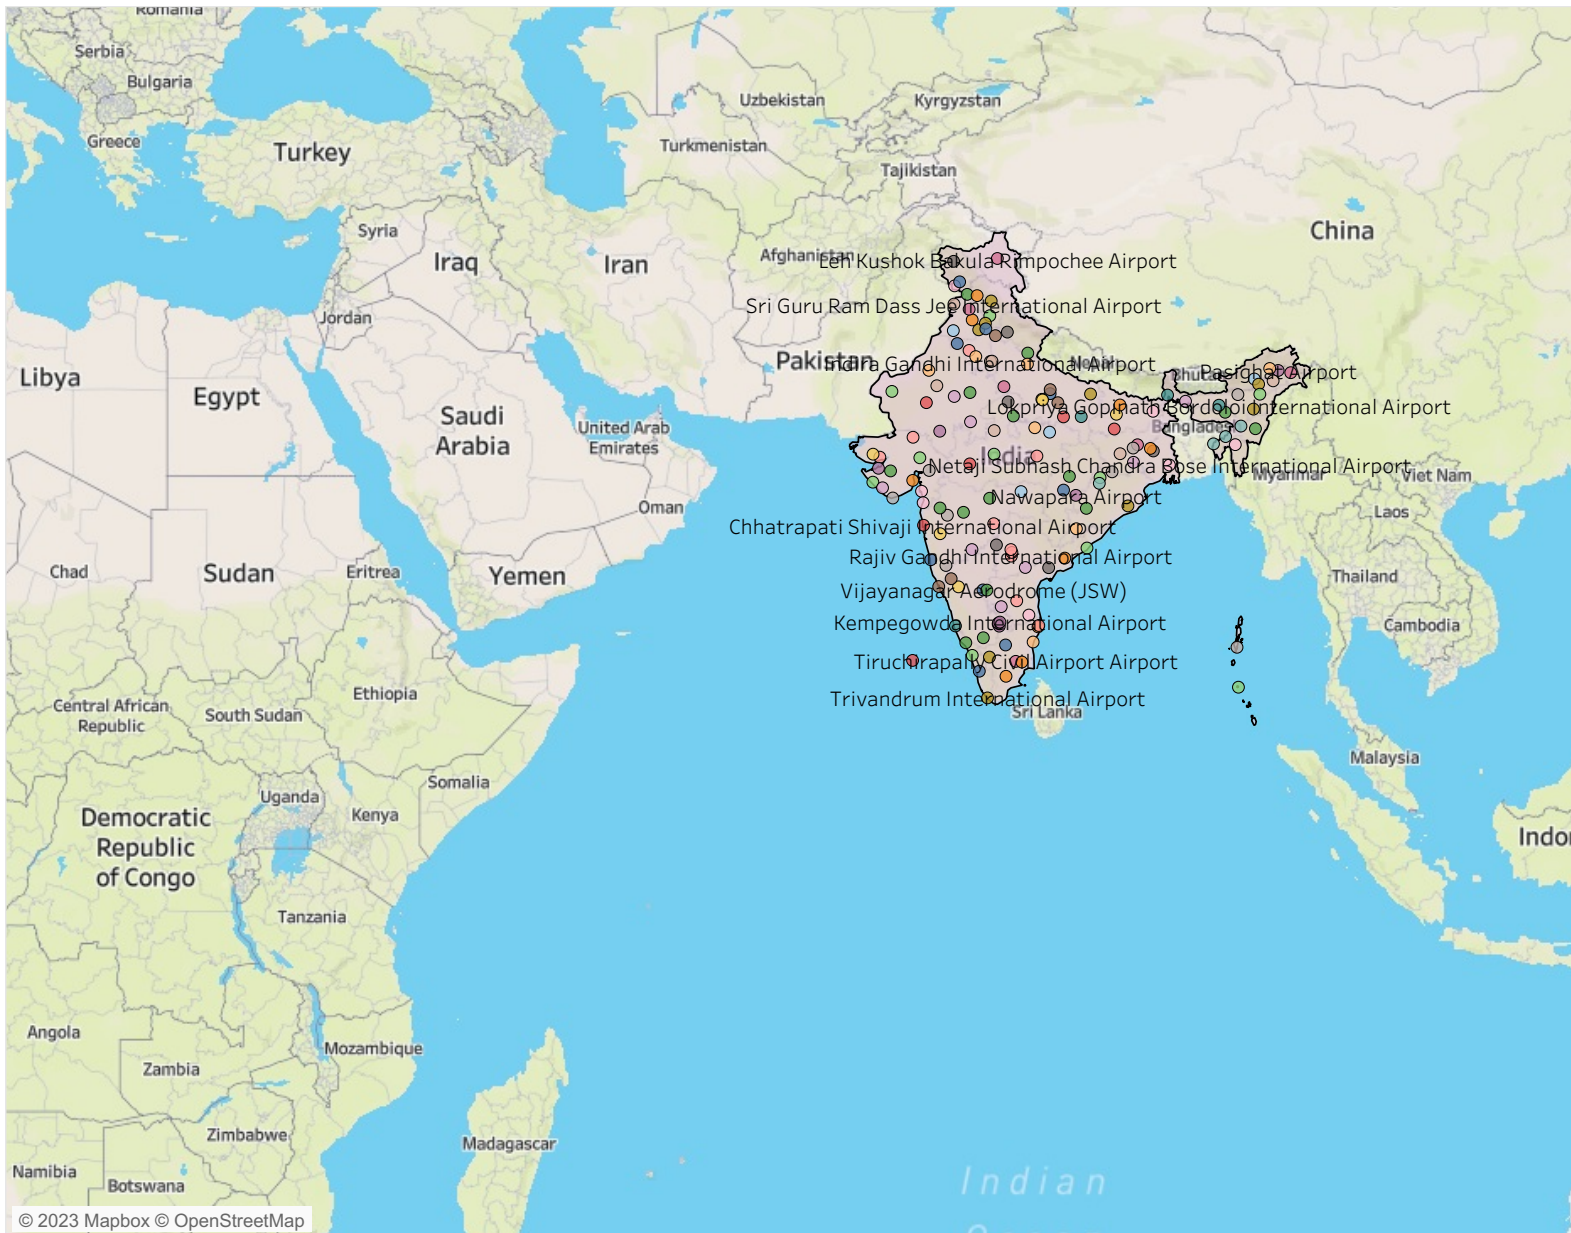 Romania
Serbia
Bulgaria
Uzbekistan
Kyrgyzstan
Greece
Turkey
Turkmenistan
Tajikistan
Syria
China
Afghanistan
Iraq
Iran
Leh Kushok Bakula Rimpochee Airport
Sri Guru Ram Dass Jee International Airport
Jordan
Pakistan
Indira Gandhi International Airport
Nepal
Bhutan
Pasighat Airport
Libya
Egypt
Lokpriya Gopinath Bordoloi International Airport
Saudi
Arabia
United Arab
Emirates
Bangladesh
India
Netaji Subhash Chandra Bose International Airport
Myanmar
Viet Nam
Nawapara Airport
Oman
Laos
Chhatrapati Shivaji International Airport
Rajiv Gandhi International Airport
Chad
Sudan
Eritrea
Yemen
Thailand
Vijayanagar Aerodrome (JSW)
Kempegowda International Airport
Cambodia
Tiruchirapally Civil Airport Airport
Ethiopia
Trivandrum International Airport
Central African
Republic
South Sudan
Sri Lanka
Malaysia
Somalia
Uganda
Kenya
Democratic
Republic
of Congo
Indo
Tanzania
Angola
Mozambique
Zambia
Zimbabwe
Madagascar
Namibia
Botswana
Indian
© 2023 Mapbox © OpenStreetMap